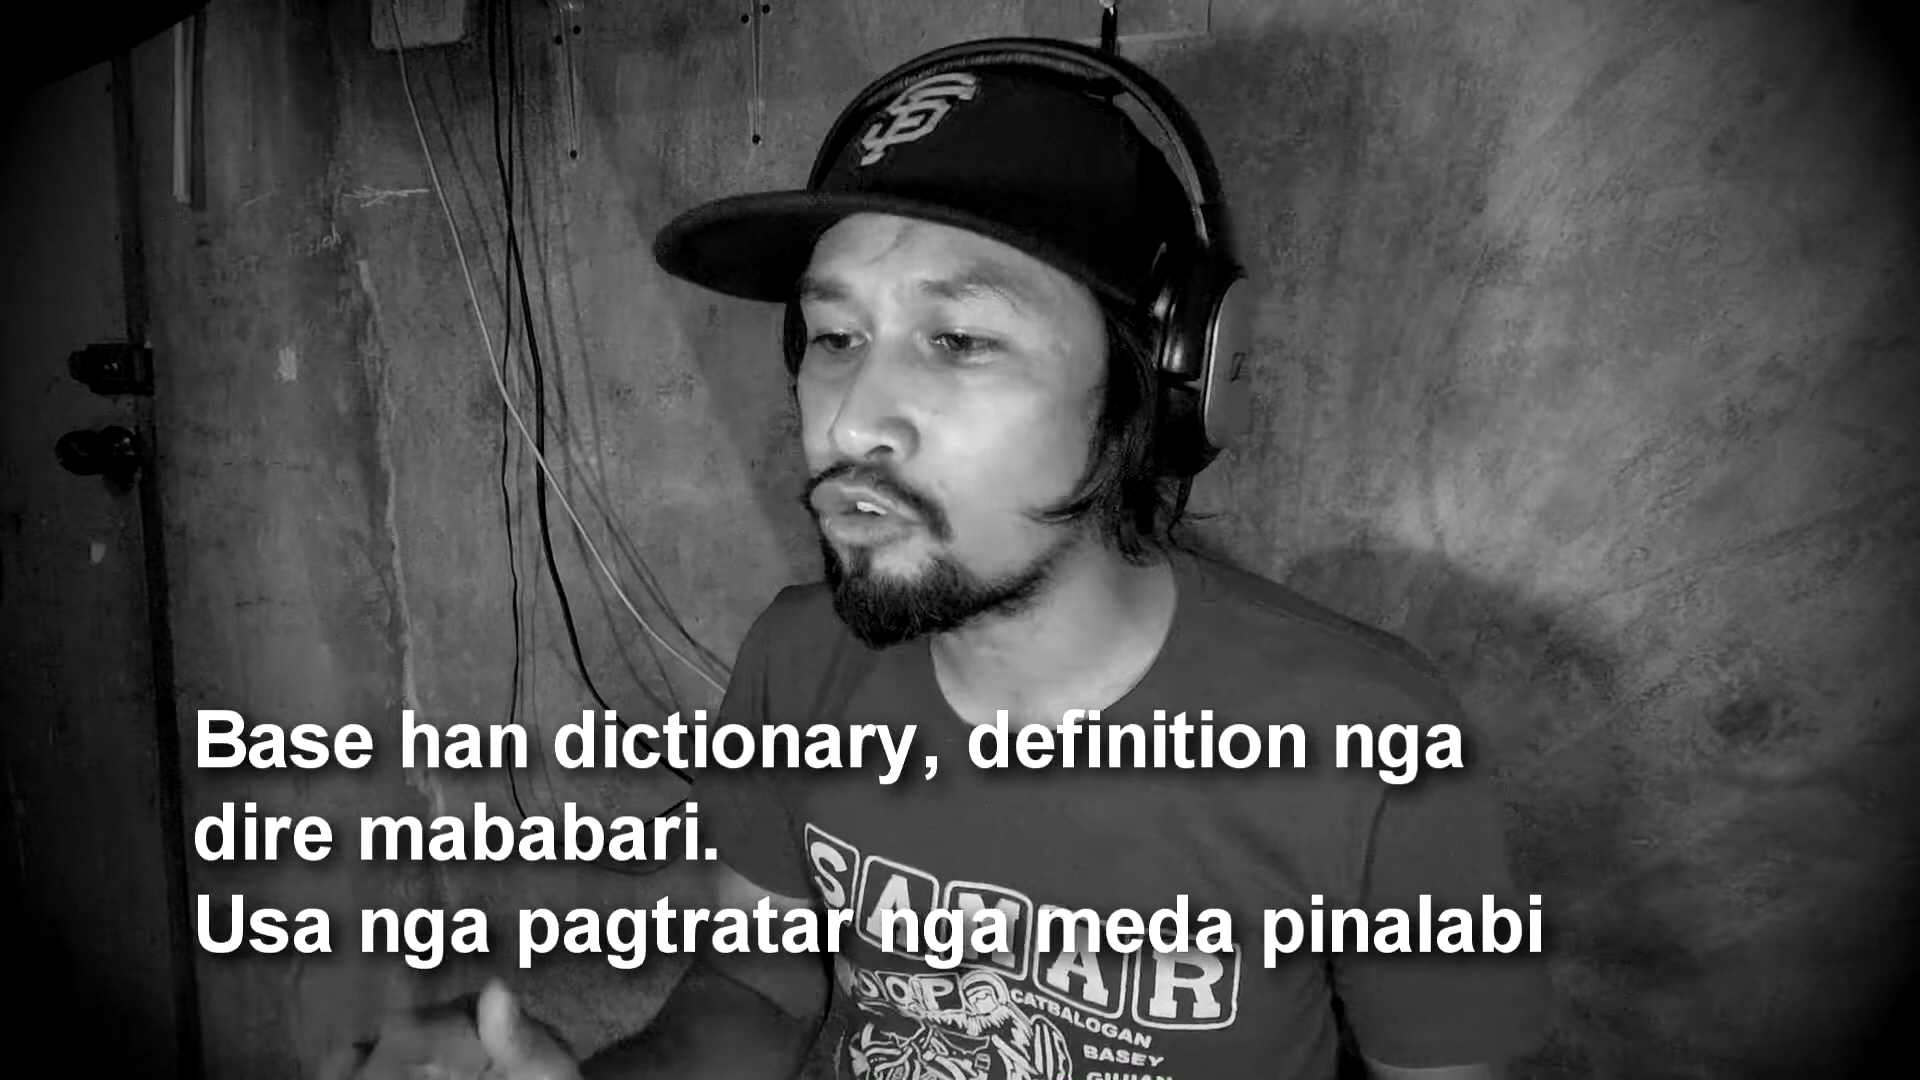 SF
Base han dictionary, definition nga
dire mababari.
Usa nga pagtratar nga meda pinalabi
SAMAR
CATBALOGAN
BASEY